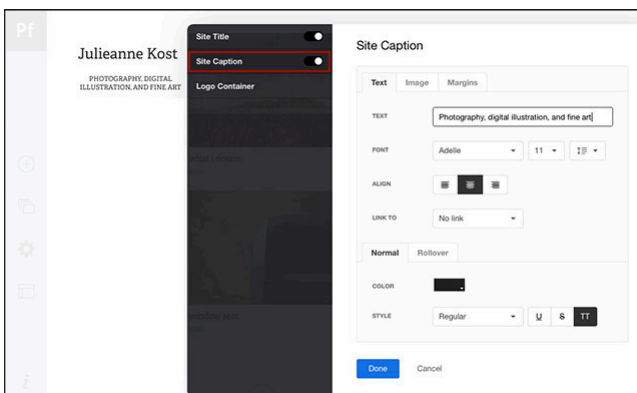 Pf
Julieanne Kost
PHOTOGRAPHY, DIGITAL
ILLUSTRATION, AND FINE ART
Site Title
Site Caption
Logo Container
Site Caption
Text Image Margins
TEXT Photography, digital illustration, and fine art
FONT Adelle 11
ALIGN
LINK TO No link
Normal Rollover
COLOR
STYLE Regular U S TT
Done Cancel
i